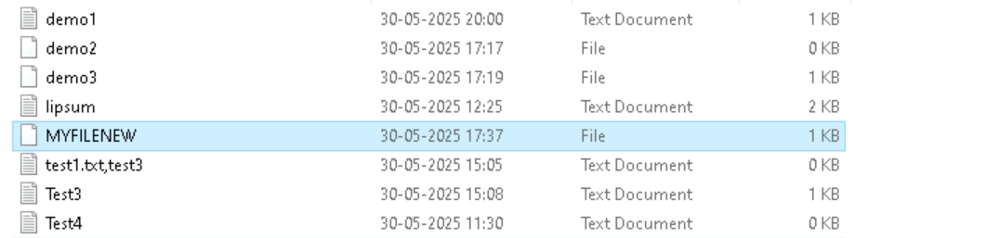 demo1 30-05-2025 20:00 Text Document 1 KB
demo2 30-05-2025 17:17 File 0 KB
demo3 30-05-2025 17:19 File 1 KB
lipsum 30-05-2025 12:25 Text Document 2 KB
MYFILENEW 30-05-2025 17:37 File 1 KB
test1.txt,test3 30-05-2025 15:05 Text Document 0 KB
Test3 30-05-2025 15:08 Text Document 1 KB
Test4 30-05-2025 11:30 Text Document 0 KB